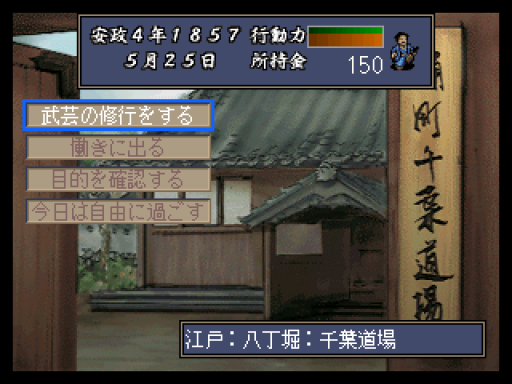 安政4年1857 行動力
5月25日 所持金 150
武芸の修行をする
働きに出る
目的を確認する
今日は自由に過ごす
町千葉道場
江戸：八丁堀：千葉道場